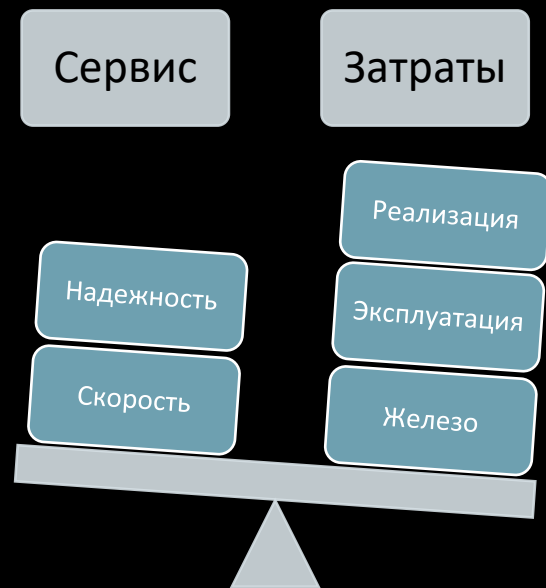 Сервис
Затраты
Реализация
Надежность
Эксплуатация
Скорость
Железо